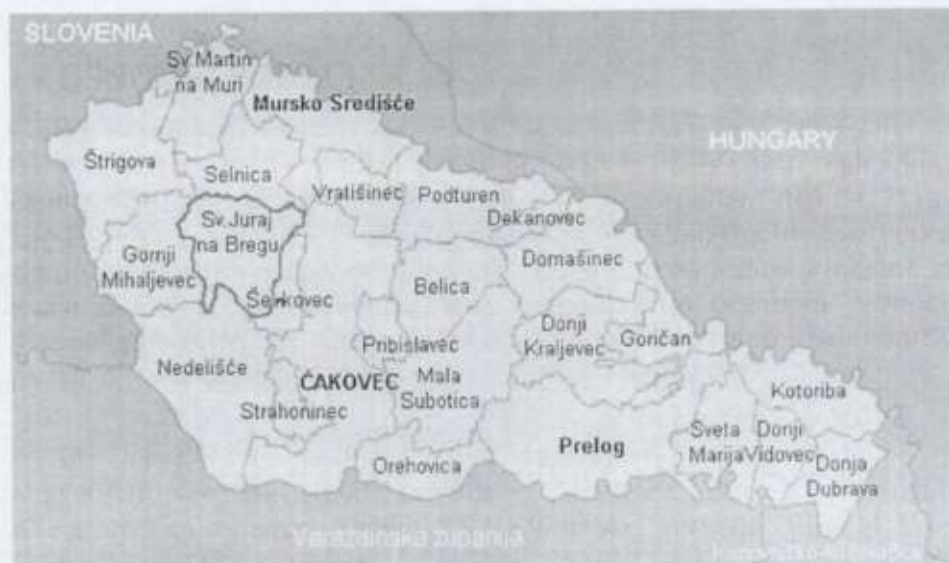 SLOVENIA
Sv.Martin
na Muri
Mursko Središče
HUNGARY
Štrigova
Selnica
Vratišinec
Podturen
Dekanovec
Sv.Juraj
na Bregu
Gornji
Mihaljevec
Domašinec
Belica
Šenkovec
Donji
Kraljevec
Goričan
Pribislavec
Nedelišće
ČAKOVEC
Mala
Subotica
Kotoriba
Strahoninec
Sveta
Marija
Donji
Vidovec
Prelog
Orehovica
Donja
Dubrava
Varaždinska županija